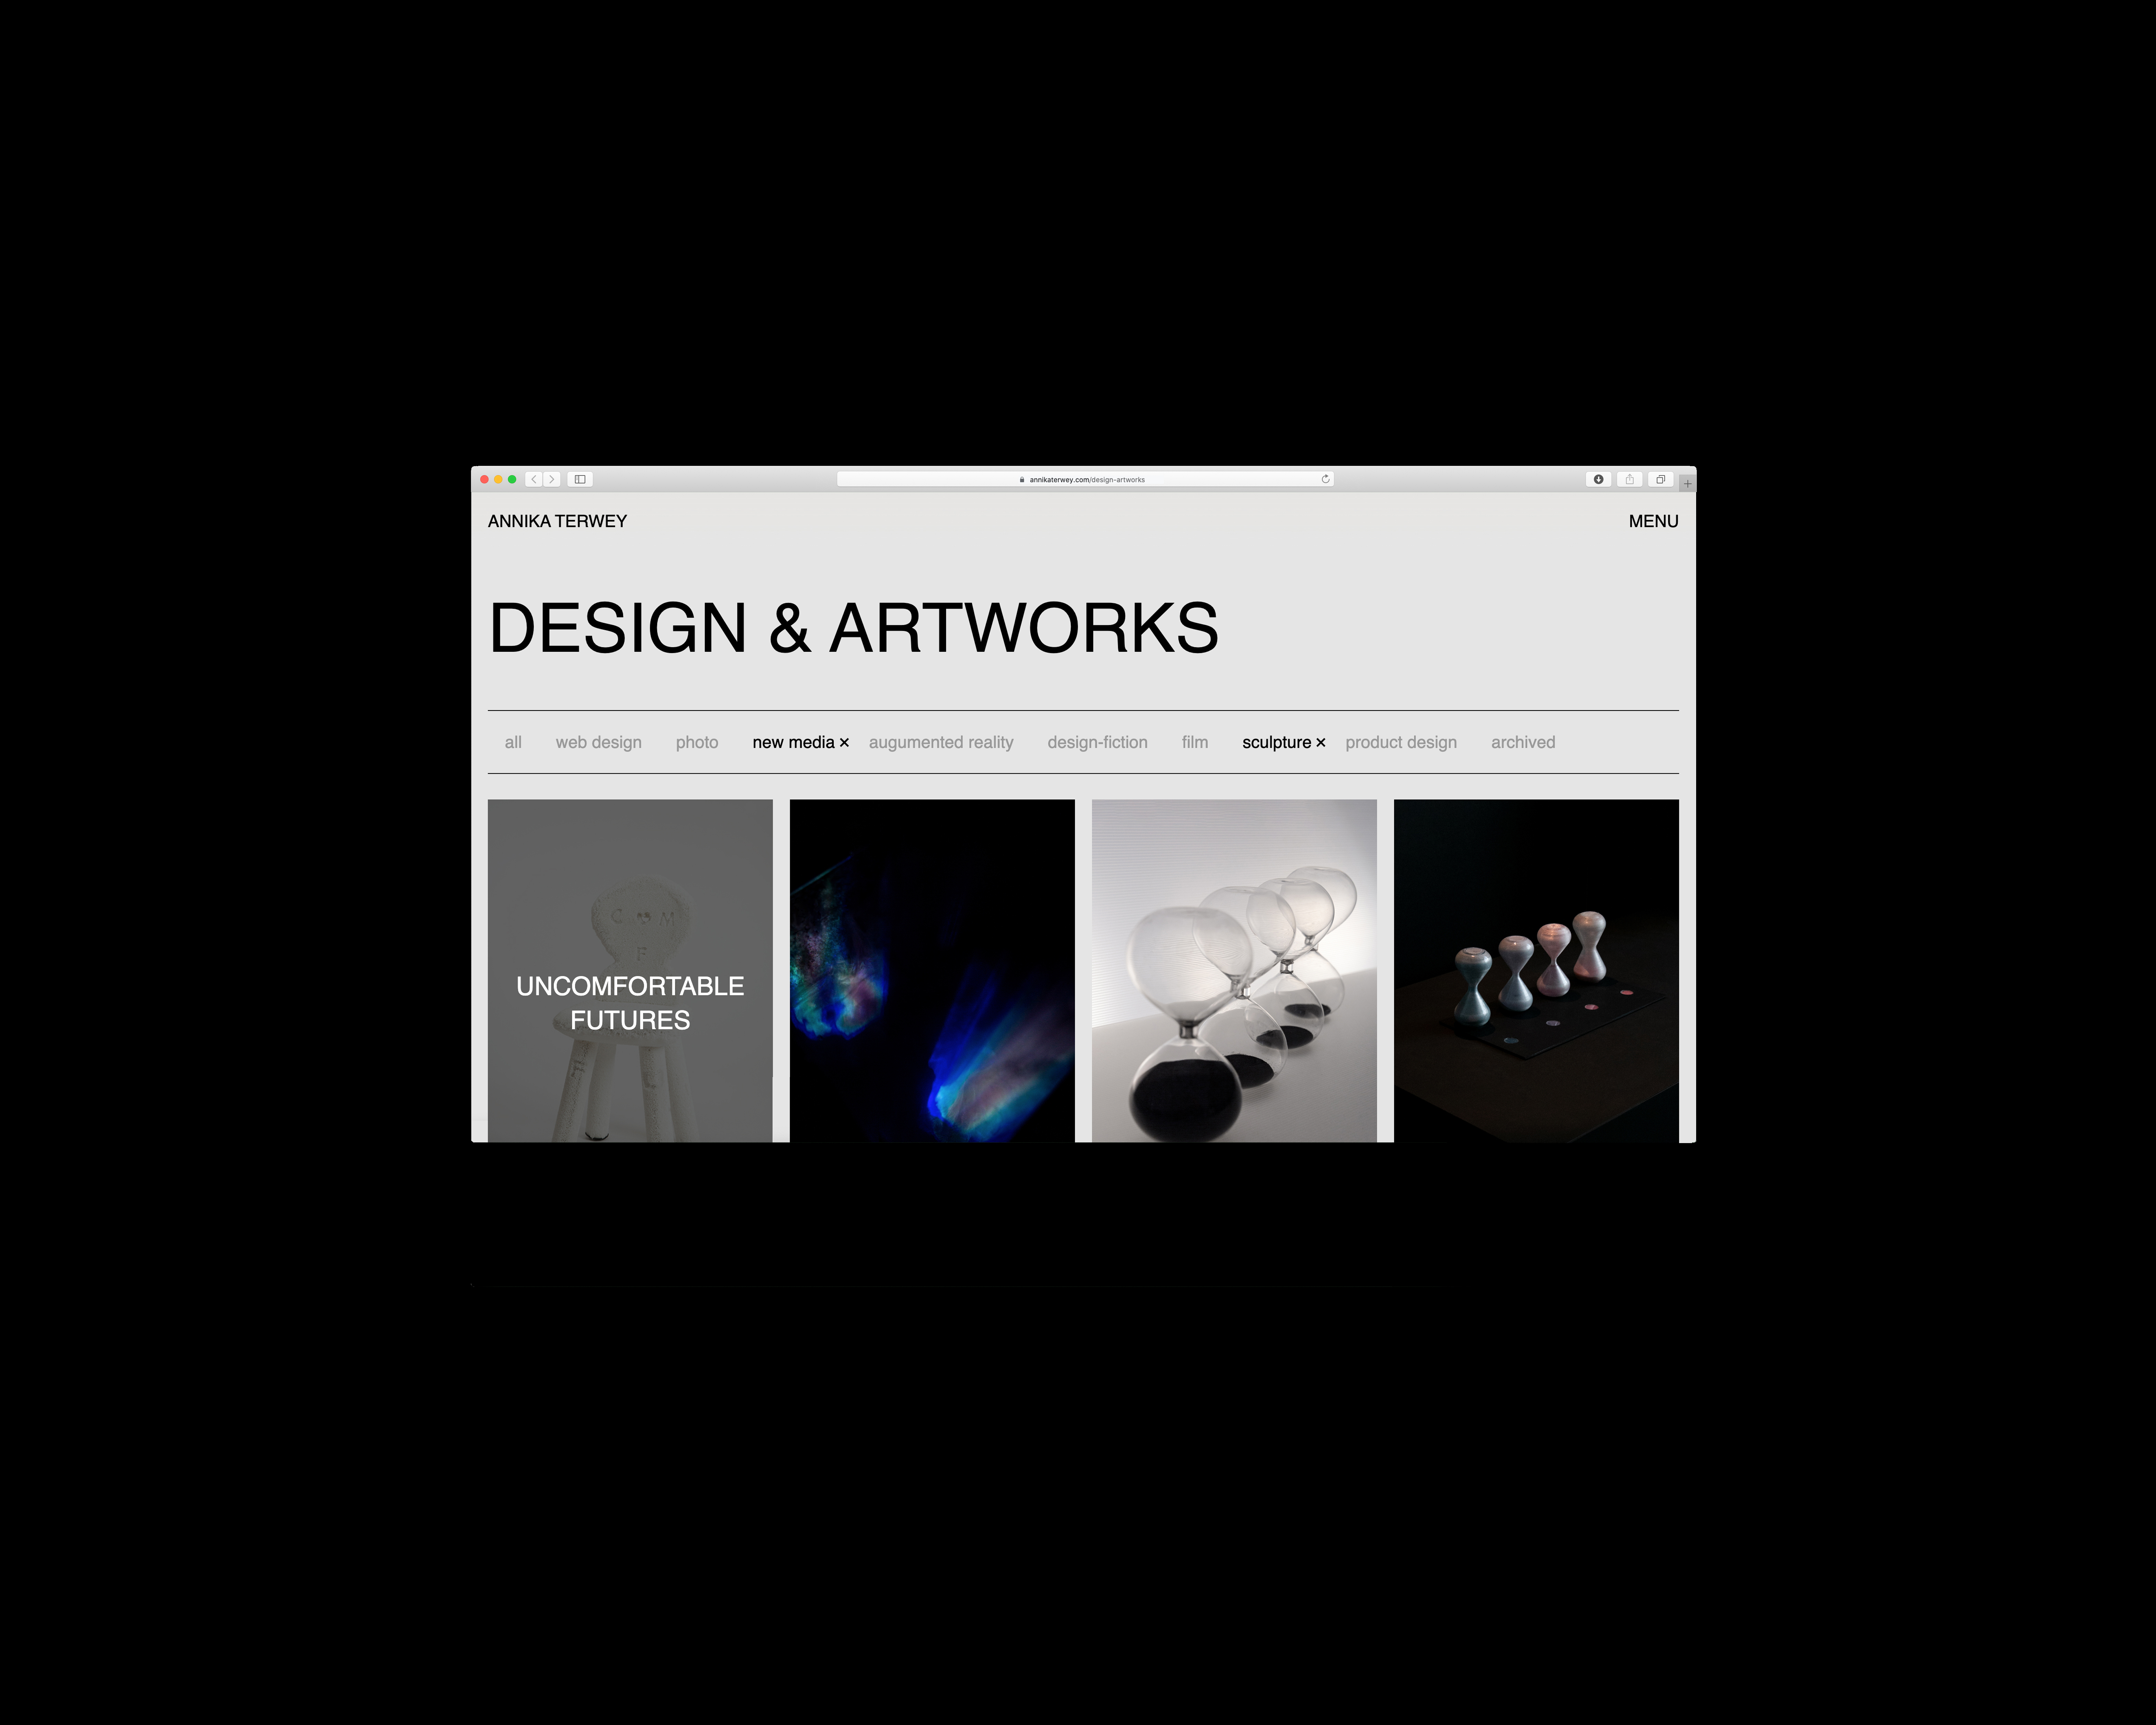 annikaterwey.com/design-artworks
ANNIKA TERWEY
MENU
DESIGN & ARTWORKS
all web design photo new media × augumented reality design-fiction film sculpture × product design archived
C M
F
UNCOMFORTABLE
FUTURES